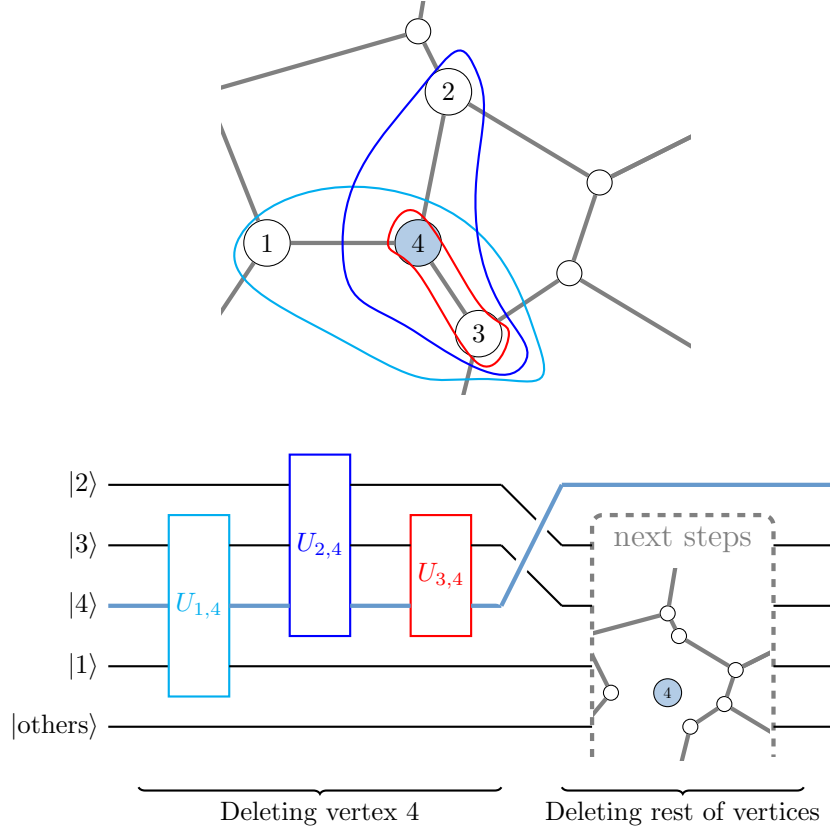 2
1
4
3
|2⟩
|3⟩
|4⟩
|1⟩
|others⟩
U_{1,4}
U_{2,4}
U_{3,4}
next steps
4
Deleting vertex 4
Deleting rest of vertices